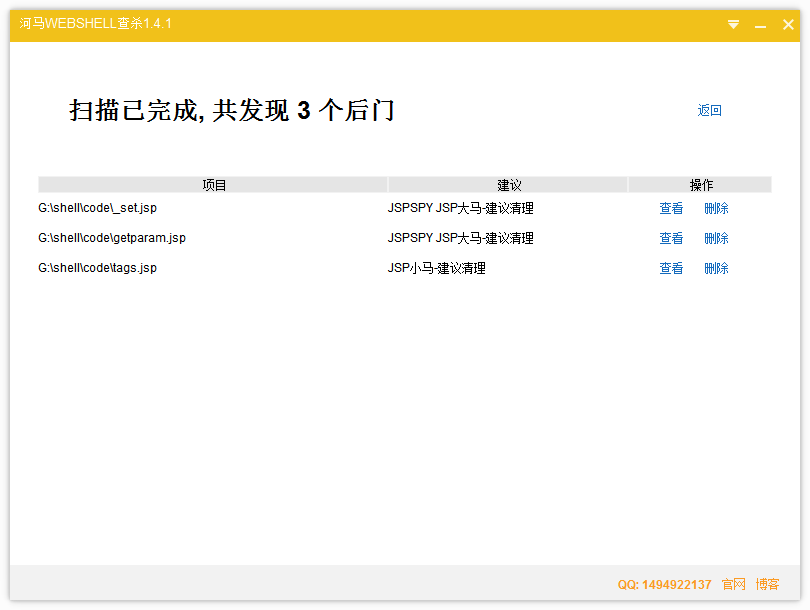 河马WEBSHELL查杀1.4.1
扫描已完成, 共发现 3 个后门
返回
项目 建议 操作
G:\shell\code\_set.jsp JSPSPY JSP大马-建议清理 查看 删除
G:\shell\code\getparam.jsp JSPSPY JSP大马-建议清理 查看 删除
G:\shell\code\tags.jsp JSP小马-建议清理 查看 删除
QQ: 1494922137 官网 博客